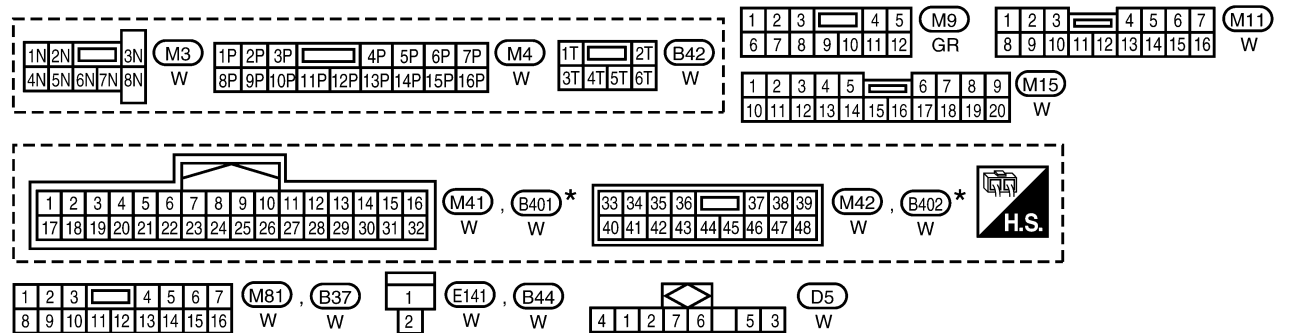 1N 2N 3N M3
4N 5N 6N 7N 8N W
1P 2P 3P 4P 5P 6P 7P M4
8P 9P 10P 11P 12P 13P 14P 15P 16P W
1T 2T B42
3T 4T 5T 6T W
1 2 3 4 5 M9
6 7 8 9 10 11 12 GR
1 2 3 4 5 6 7 M11
8 9 10 11 12 13 14 15 16 W
1 2 3 4 5 6 7 8 9 M15
10 11 12 13 14 15 16 17 18 19 20 W
1 2 3 4 5 6 7 8 9 10 11 12 13 14 15 16 M41 , B401 *
17 18 19 20 21 22 23 24 25 26 27 28 29 30 31 32 W W
33 34 35 36 37 38 39 M42 , B402 *
40 41 42 43 44 45 46 47 48 W W
H.S.
1 2 3 4 5 6 7 M81 , B37
8 9 10 11 12 13 14 15 16 W W
1 E141 , B44
2 W W
4 1 2 7 6 5 3 D5
W